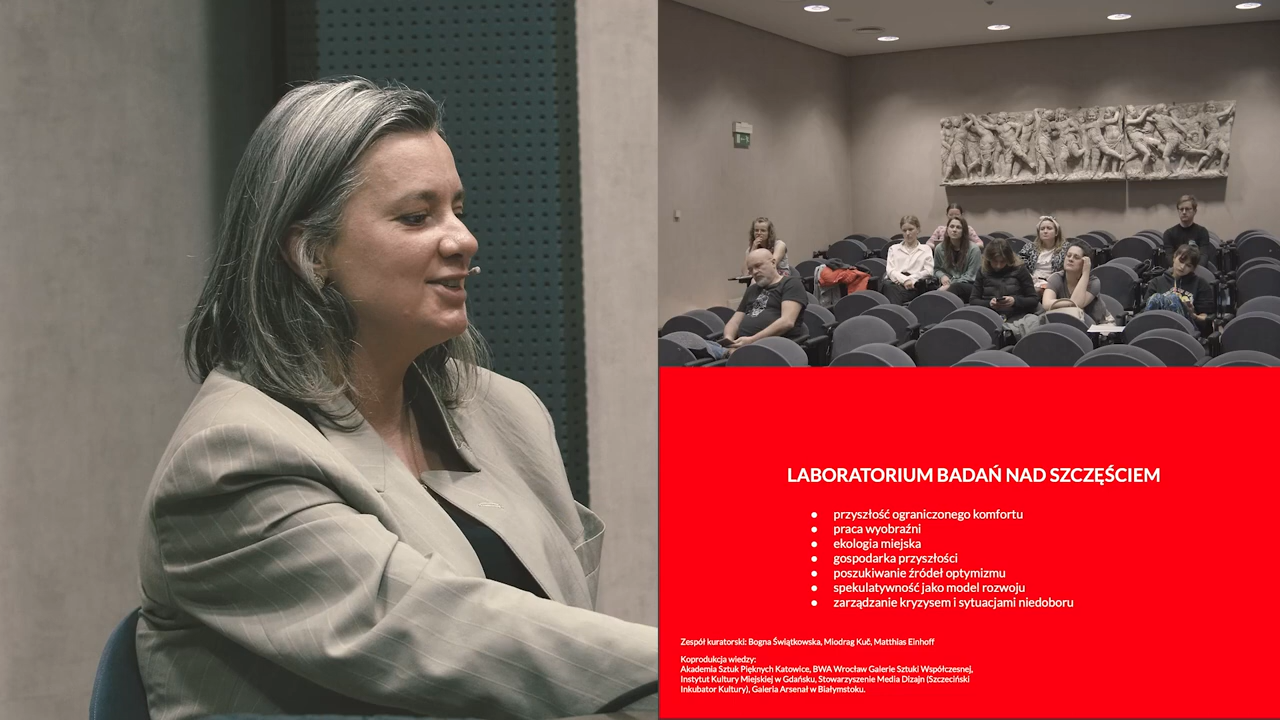 LABORATORIUM BADAŃ NAD SZCZĘŚCIEM
● przyszłość ograniczonego komfortu
● praca wyobraźni
● ekologia miejska
● gospodarka przyszłości
● poszukiwanie źródeł optymizmu
● spekulatywność jako model rozwoju
● zarządzanie kryzysem i sytuacjami niedoboru
Zespół kuratorski: Bogna Świątkowska, Miodrag Kuč, Matthias Einhoff
Koprodukcja wiedzy:
Akademia Sztuk Pięknych Katowice, BWA Wrocław Galerie Sztuki Współczesnej,
Instytut Kultury Miejskiej w Gdańsku, Stowarzyszenie Media Dizajn (Szczeciński
Inkubator Kultury), Galeria Arsenał w Białymstoku.